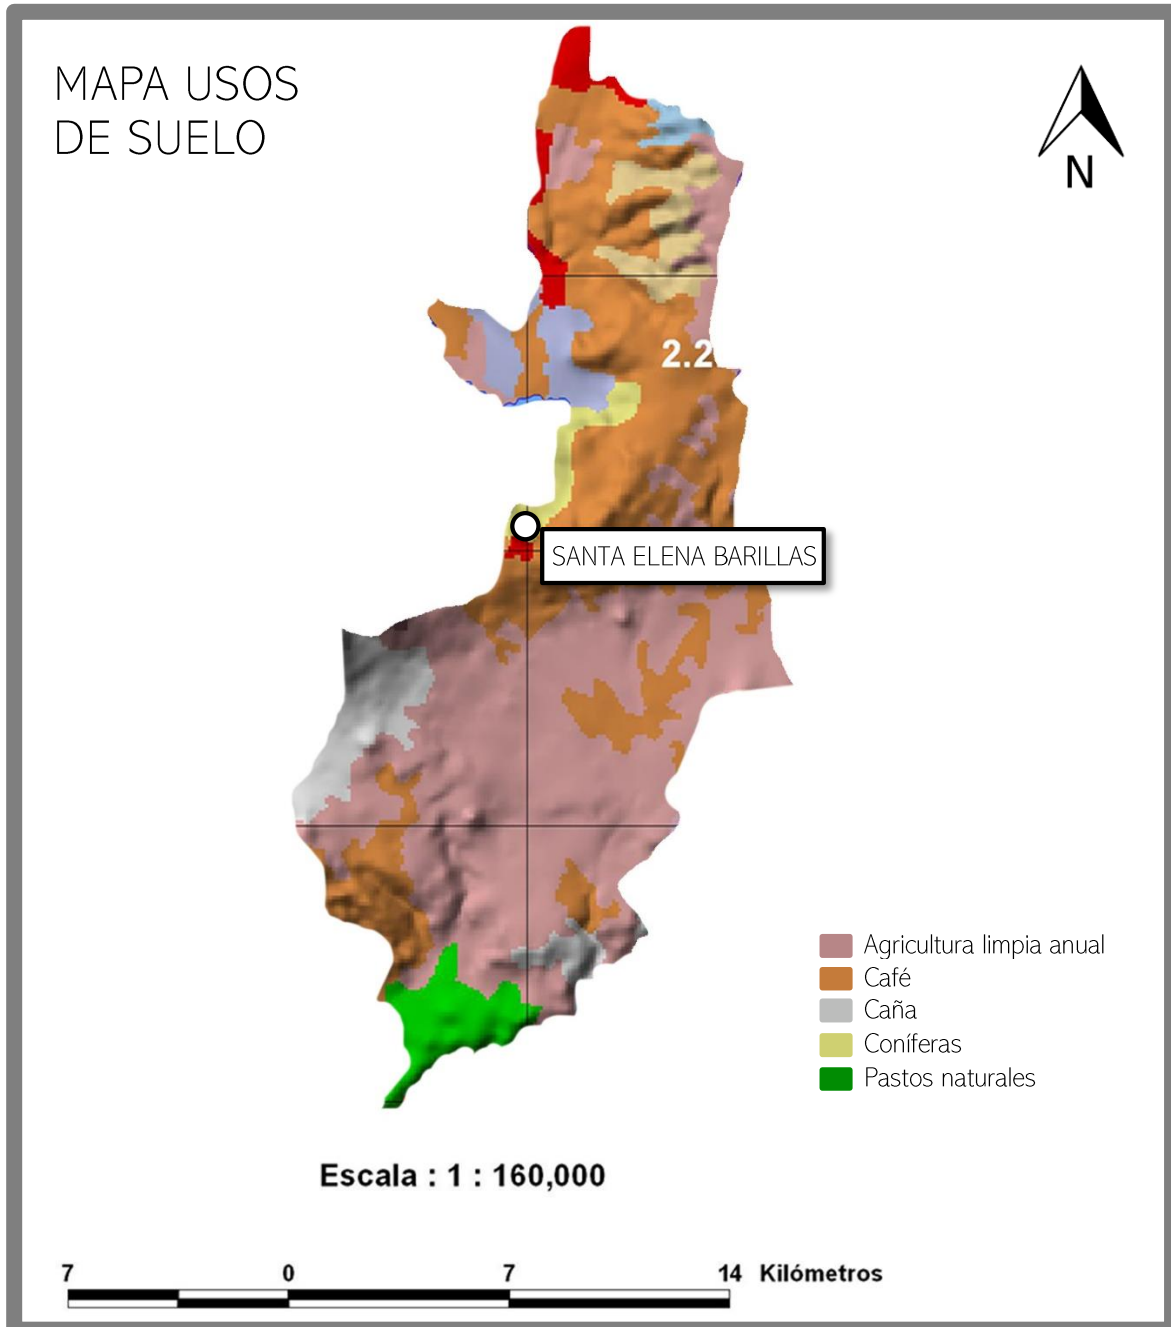 MAPA USOS
DE SUELO
N
2.2
SANTA ELENA BARILLAS
Agricultura limpia anual
Café
Caña
Coníferas
Pastos naturales
Escala : 1 : 160,000
7 0 7 14 Kilómetros